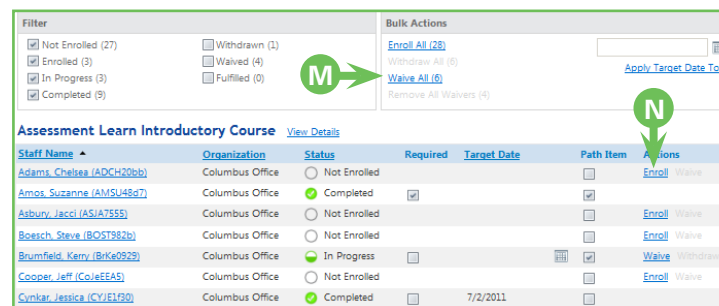 Filter
Bulk Actions
Not Enrolled (27)
Withdrawn (1)
Enroll All (28)
Enrolled (3)
Waived (4)
Withdraw All (6)
Apply Target Date To
In Progress (3)
Fulfilled (0)
Waive All (6)
Completed (9)
Remove All Waivers (4)
M
N
Assessment Learn Introductory Course View Details
Staff Name Organization Status Required Target Date Path Item Actions
Adams, Chelsea (ADCH20bb) Columbus Office Not Enrolled Enroll Waive
Amos, Suzanne (AMSU48d7) Columbus Office Completed
Asbury, Jacci (ASJA7555) Columbus Office Not Enrolled Enroll Waive
Boesch, Steve (BOST982b) Columbus Office Not Enrolled Enroll Waive
Brumfield, Kerry (BrKe0929) Columbus Office In Progress Waive Withdraw
Cooper, Jeff (CoJeEEA5) Columbus Office Not Enrolled Enroll Waive
Cynkar, Jessica (CYJE1f30) Columbus Office Completed 7/2/2011